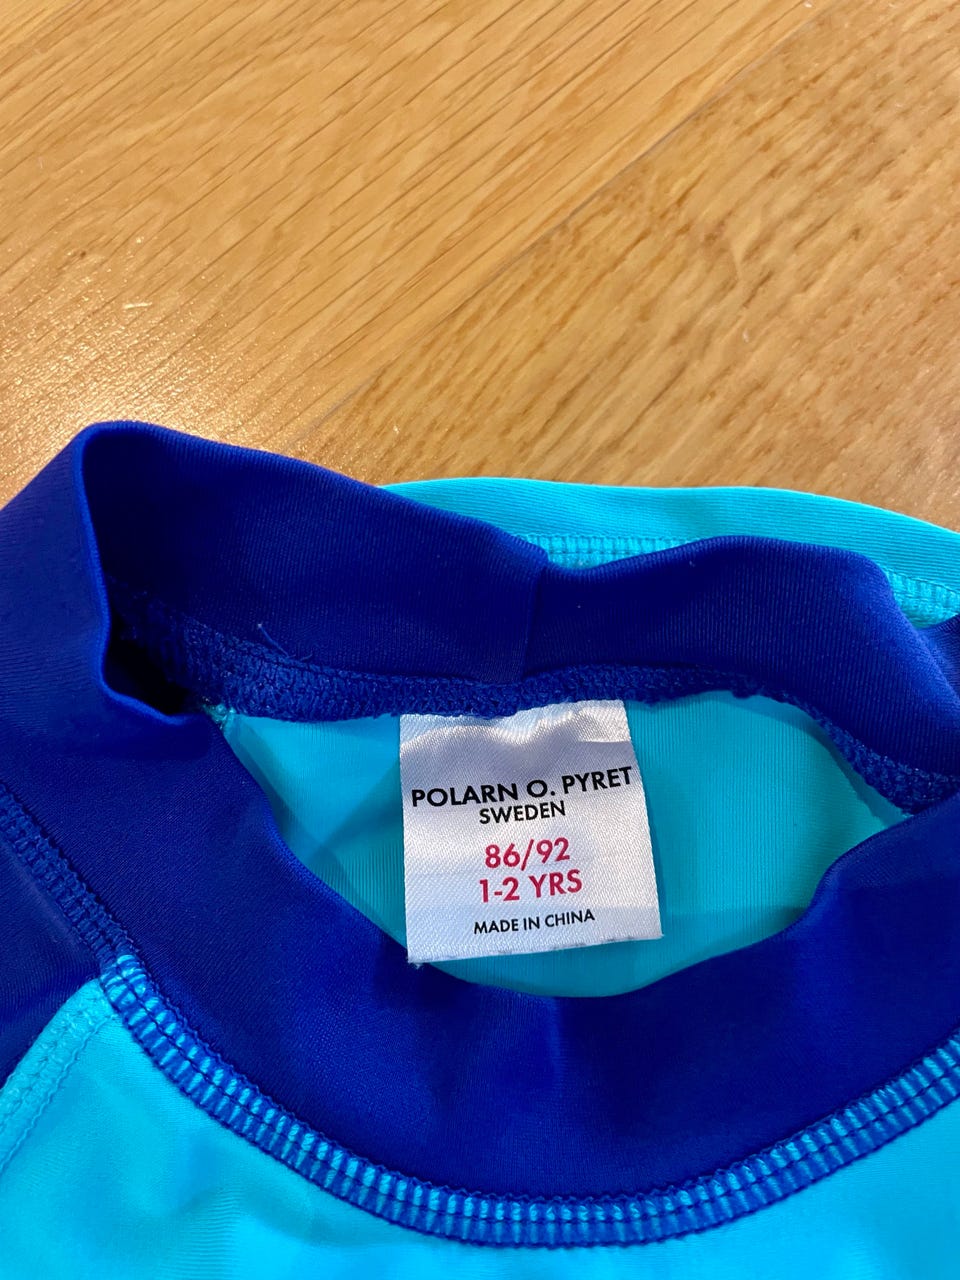 POLARN O. PYRET
SWEDEN
86/92
1-2 YRS
MADE IN CHINA